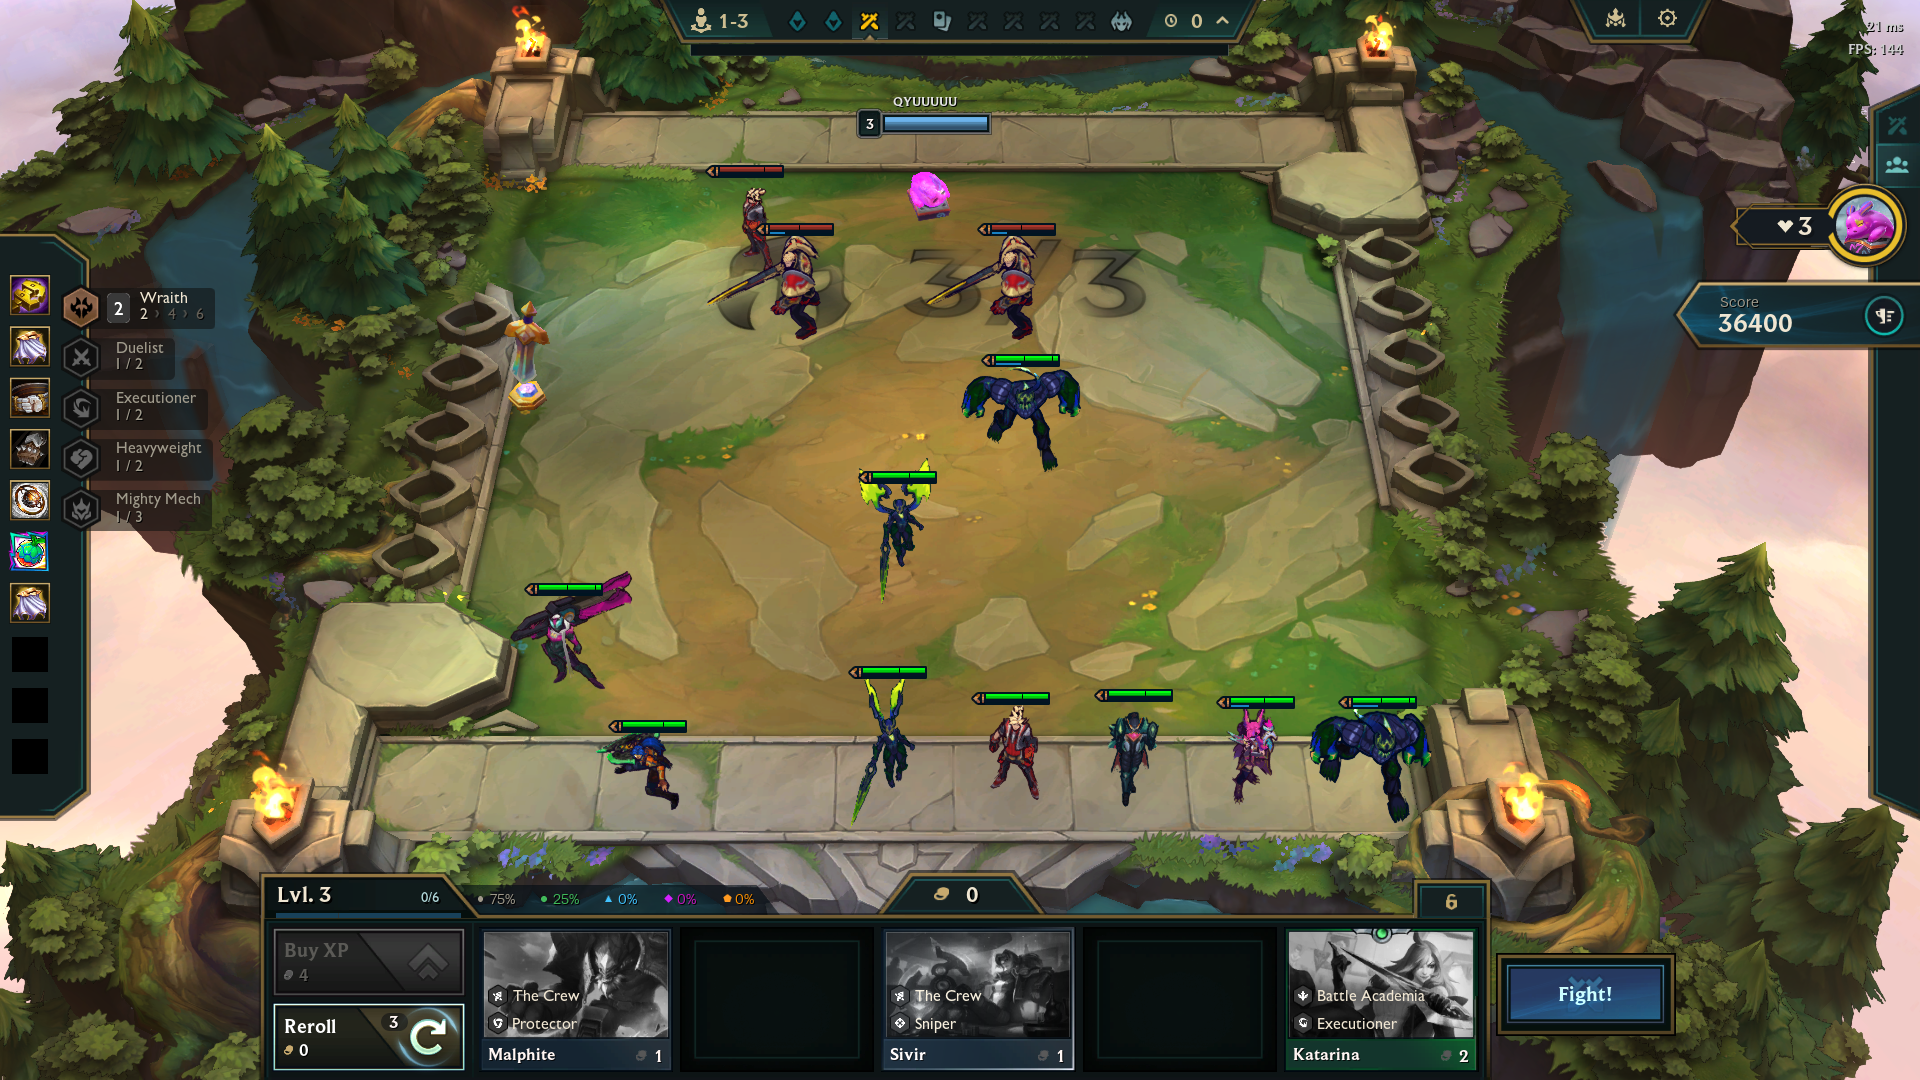 1-3
0
21 ms
FPS: 144
QYUUUUU
3
3
Score
36400
3/3
2
Wraith
2 › 4 › 6
Duelist
1 / 2
Executioner
1 / 2
Heavyweight
1 / 2
Mighty Mech
1 / 3
Lvl. 3
0/6
75%
25%
0%
0%
0%
0
6
Buy XP
4
Reroll
0
3
The Crew
Protector
Malphite
1
The Crew
Sniper
Sivir
1
Battle Academia
Executioner
Katarina
2
Fight!